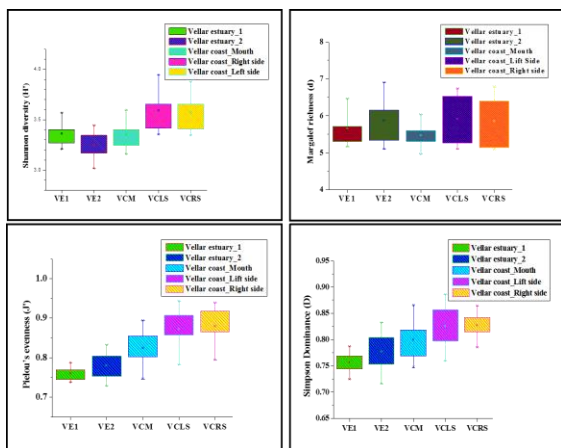 Shannon diversity (H')
4.0
3.0
Vellar estuary_1
Vellar estuary_2
Vellar coast_Mouth
Vellar coast_Right side
Vellar coast_Left side
VE1 VE2 VCM VCLS VCRS
Margalef richness (d)
8
7
6
5
4
Vellar estuary_1
Vellar estuary_2
Vellar coast_Mouth
Vellar coast_Lift Side
Vellar coast_Right side
VE1 VE2 VCM VCLS VCRS
Pielou's evenness (J')
1.0
0.9
0.8
0.7
Vellar estuary_1
Vellar estuary_2
Vellar coast_Mouth
Vellar coast_Lift side
Vellar coast_Right side
VE1 VE2 VCM VCLS VCRS
Simpson Dominance (D)
0.95
0.90
0.85
0.80
0.75
0.70
0.65
Vellar estuary_1
Vellar estuary_2
Vellar coast_Mouth
Vellar coast_Lift side
Vellar coast_Right side
VE1 VE2 VCM VCLS VCRS